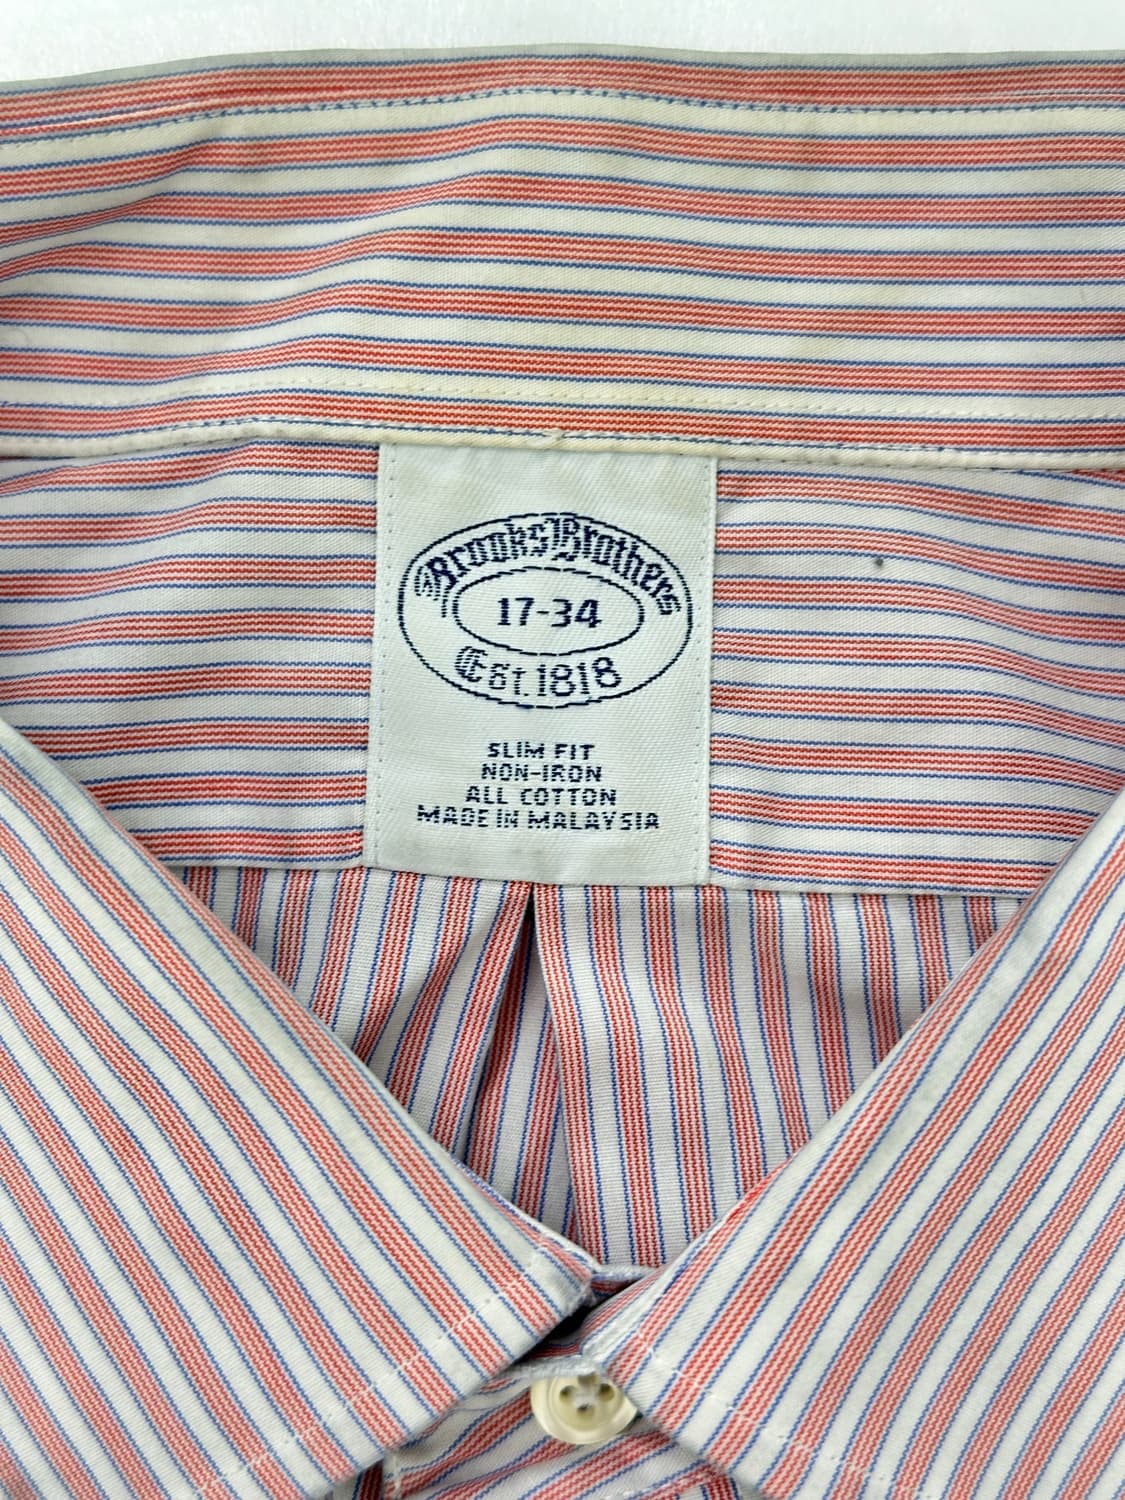 Brooks Brothers
17-34
Est. 1818
SLIM FIT
NON-IRON
ALL COTTON
MADE IN MALAYSIA